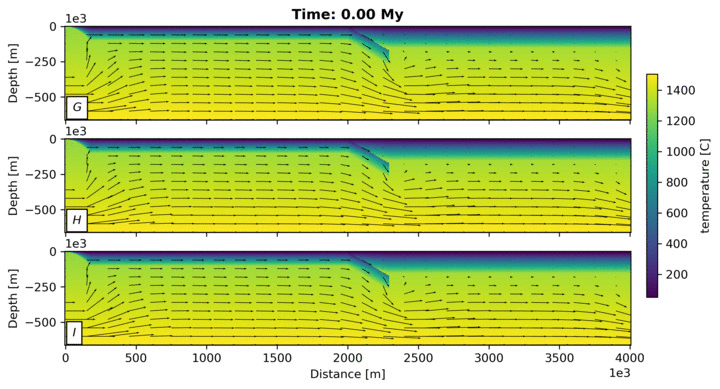 Time: 0.00 My
1e3
0
−250
−500
Depth [m]
G
1e3
0
−250
−500
Depth [m]
H
1e3
0
−250
−500
Depth [m]
I
0 500 1000 1500 2000 2500 3000 3500 4000
1e3
Distance [m]
1400
1200
1000
800
600
400
200
temperature [C]